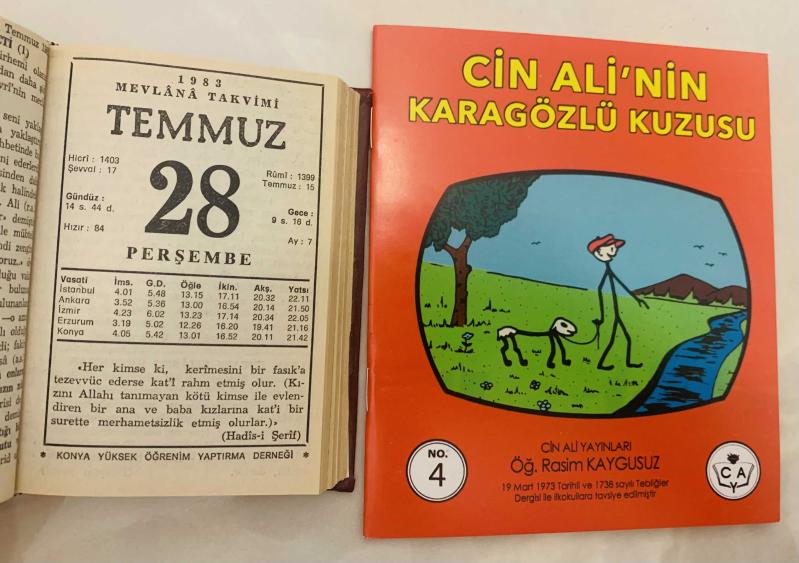 Temmuz
1983
MEVLÂNÂ TAKVİMİ
TEMMUZ
Hicrî : 1403
Şevval : 17
Rûmî : 1399
Temmuz : 15
28
Gündüz :
14 s. 44 d.
Gece :
9 s. 16 d.
Hızır : 84
Ay : 7
PERŞEMBE
Vasati İms. G.D. Öğle İkin. Akş. Yatsı
İstanbul 4.01 5.48 13.15 17.11 20.32 22.11
Ankara 3.52 5.36 13.00 16.54 20.14 21.50
İzmir 4.23 6.02 13.23 17.14 20.34 22.05
Erzurum 3.19 5.02 12.26 16.20 19.41 21.16
Konya 4.05 5.42 13.01 16.52 20.11 21.42
«Her kimse ki, kerîmesini bir fasık'a
tezevvüc ederse kat'î rahm etmiş olur. (Kı-
zını Allahı tanımayan kötü kimse ile evlen-
diren bir ana ve baba kızlarına kat'i bir
surette merhametsizlik etmiş olurlar.)»
(Hadîs-i Şerif)
* KONYA YÜKSEK ÖĞRENİM YAPTIRMA DERNEĞİ *
CİN ALİ'NİN
KARAGÖZLÜ KUZUSU
NO.
4
CİN ALİ YAYINLARI
Öğ. Rasim KAYGUSUZ
19 Mart 1973 Tarihli ve 1738 sayılı Tebliğler
Dergisi ile ilkokullara tavsiye edilmiştir
C A
Y